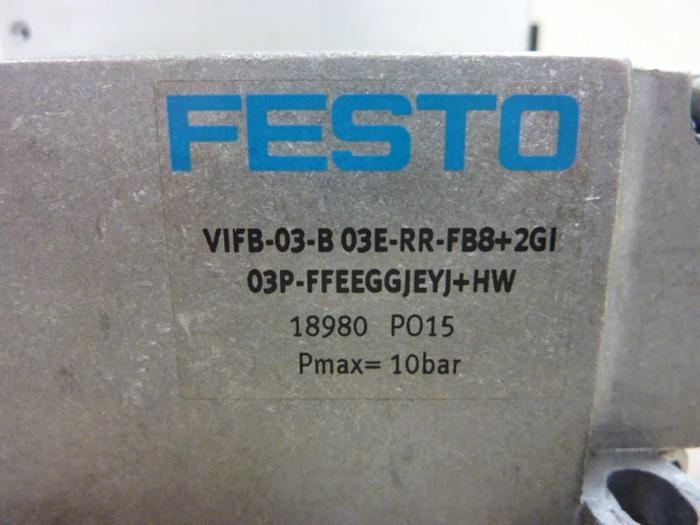 FESTO
VIFB-03-B 03E-RR-FB8+2GI
03P-FFEEGGJEYJ+HW
18980 PO15
Pmax= 10bar